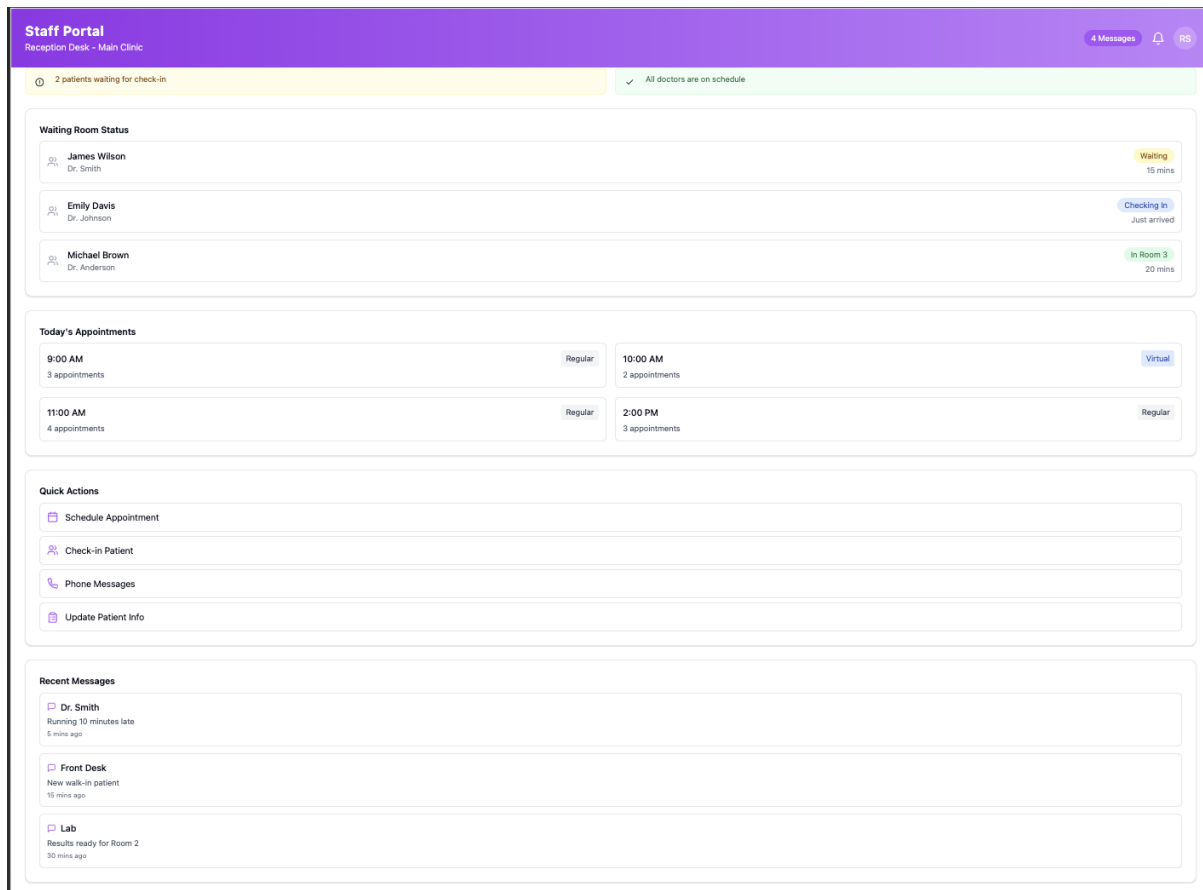 Staff Portal
Reception Desk - Main Clinic
4 Messages
RS
2 patients waiting for check-in
All doctors are on schedule
Waiting Room Status
James Wilson
Dr. Smith
Waiting
15 mins
Emily Davis
Dr. Johnson
Checking In
Just arrived
Michael Brown
Dr. Anderson
In Room 3
20 mins
Today's Appointments
9:00 AM
Regular
3 appointments
10:00 AM
Virtual
2 appointments
11:00 AM
Regular
4 appointments
2:00 PM
Regular
3 appointments
Quick Actions
Schedule Appointment
Check-in Patient
Phone Messages
Update Patient Info
Recent Messages
Dr. Smith
Running 10 minutes late
5 mins ago
Front Desk
New walk-in patient
15 mins ago
Lab
Results ready for Room 2
30 mins ago